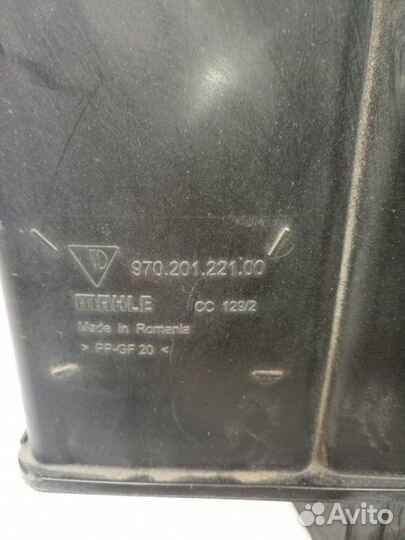 970.201.221.00
MAHLE CC 129/2
Made in Romania
> PP-GF 20 <
Avito